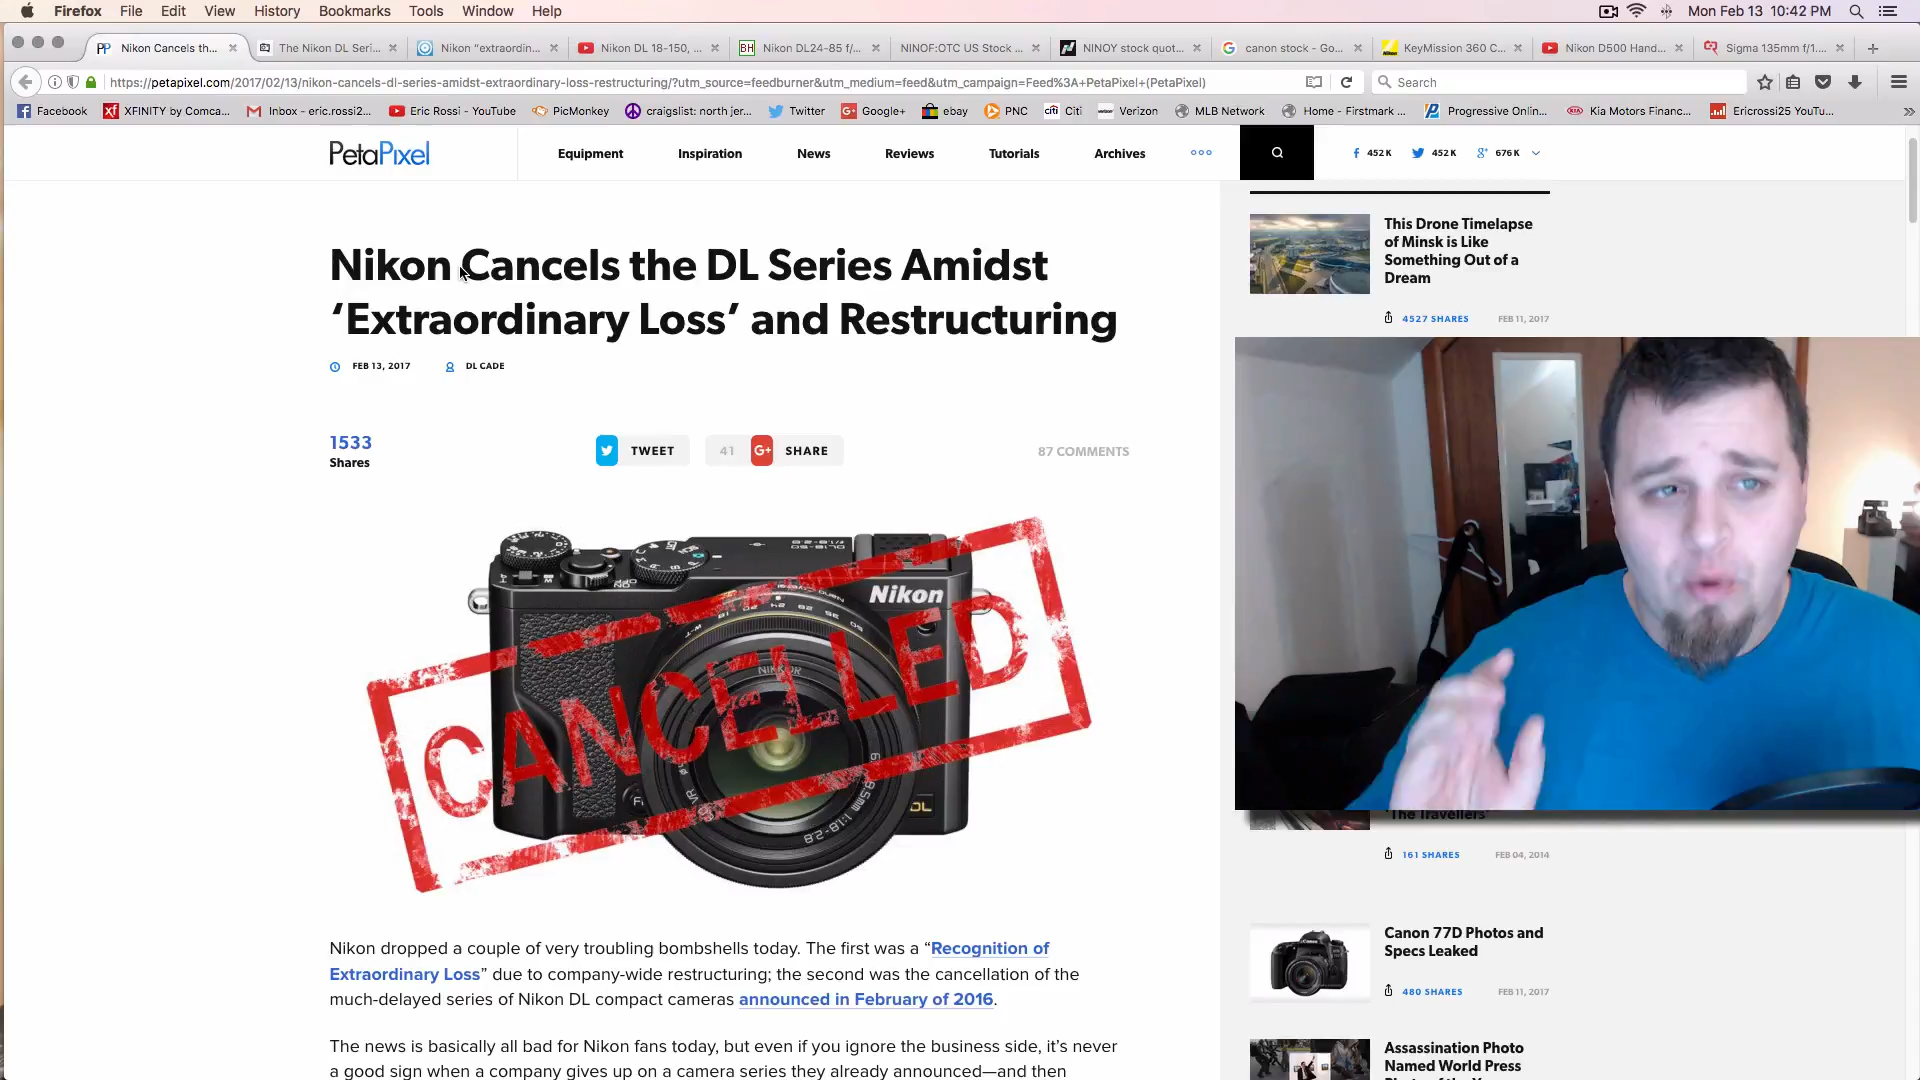 Firefox File Edit View History Bookmarks Tools Window Help
Mon Feb 13 10:42 PM
Nikon Cancels th...
The Nikon DL Seri...
Nikon "extraordin...
Nikon DL 18-150, ...
Nikon DL24-85 f/...
NINOF:OTC US Stock ...
NINOY stock quot...
canon stock - Go...
KeyMission 360 C...
Nikon D500 Hand...
Sigma 135mm f/1....
https://petapixel.com/2017/02/13/nikon-cancels-dl-series-amidst-extraordinary-loss-restructuring/?utm_source=feedburner&utm_medium=feed&utm_campaign=Feed%3A+PetaPixel+(PetaPixel)
Search
Facebook
XFINITY by Comca...
Inbox - eric.rossi2...
Eric Rossi - YouTube
PicMonkey
craigslist: north jer...
Twitter
Google+
ebay
PNC
Citi
Verizon
MLB Network
Home - Firstmark ...
Progressive Onlin...
Kia Motors Financ...
Ericrossi25 YouTu...
PetaPixel
Equipment Inspiration News Reviews Tutorials Archives
452K 452K 676K
Nikon Cancels the DL Series Amidst
‘Extraordinary Loss’ and Restructuring
FEB 13, 2017 DL CADE
1533
Shares
TWEET 41 SHARE
87 COMMENTS
Nikon
NIKKOR
VR
1:1.8-2.8
DL
CANCELLED
Nikon dropped a couple of very troubling bombshells today. The first was a “Recognition of
Extraordinary Loss” due to company-wide restructuring; the second was the cancellation of the
much-delayed series of Nikon DL compact cameras announced in February of 2016.
The news is basically all bad for Nikon fans today, but even if you ignore the business side, it’s never
a good sign when a company gives up on a camera series they already announced—and then
This Drone Timelapse
of Minsk is Like
Something Out of a
Dream
4527 SHARES FEB 11, 2017
'The Travellers'
161 SHARES FEB 04, 2014
Canon 77D Photos and
Specs Leaked
480 SHARES FEB 11, 2017
Assassination Photo
Named World Press